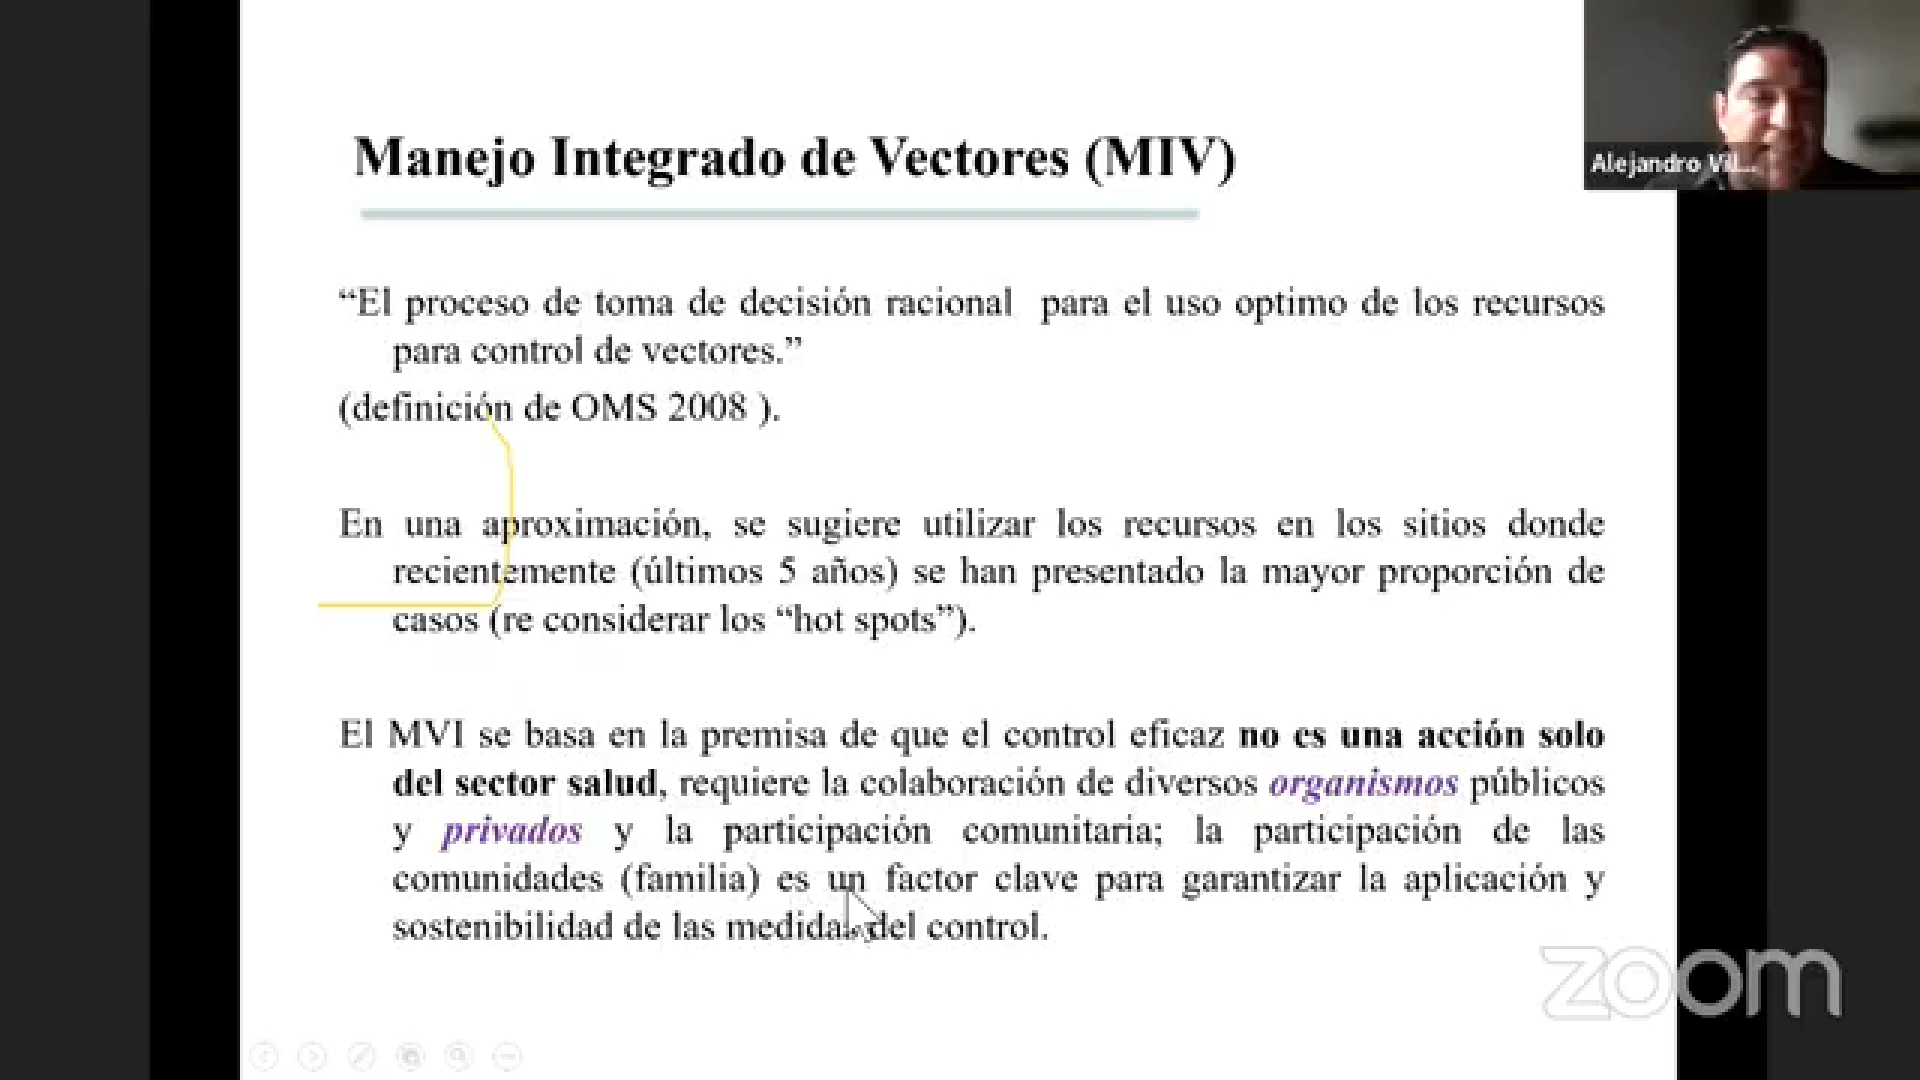 Manejo Integrado de Vectores (MIV)
Alejandro Vil...
“El proceso de toma de decisión racional para el uso optimo de los recursos
para control de vectores.”
(definición de OMS 2008 ).
En una aproximación, se sugiere utilizar los recursos en los sitios donde
recientemente (últimos 5 años) se han presentado la mayor proporción de
casos (re considerar los “hot spots”).
El MVI se basa en la premisa de que el control eficaz no es una acción solo
del sector salud, requiere la colaboración de diversos organismos públicos
y privados y la participación comunitaria; la participación de las
comunidades (familia) es un factor clave para garantizar la aplicación y
sostenibilidad de las medidas del control.
zoom